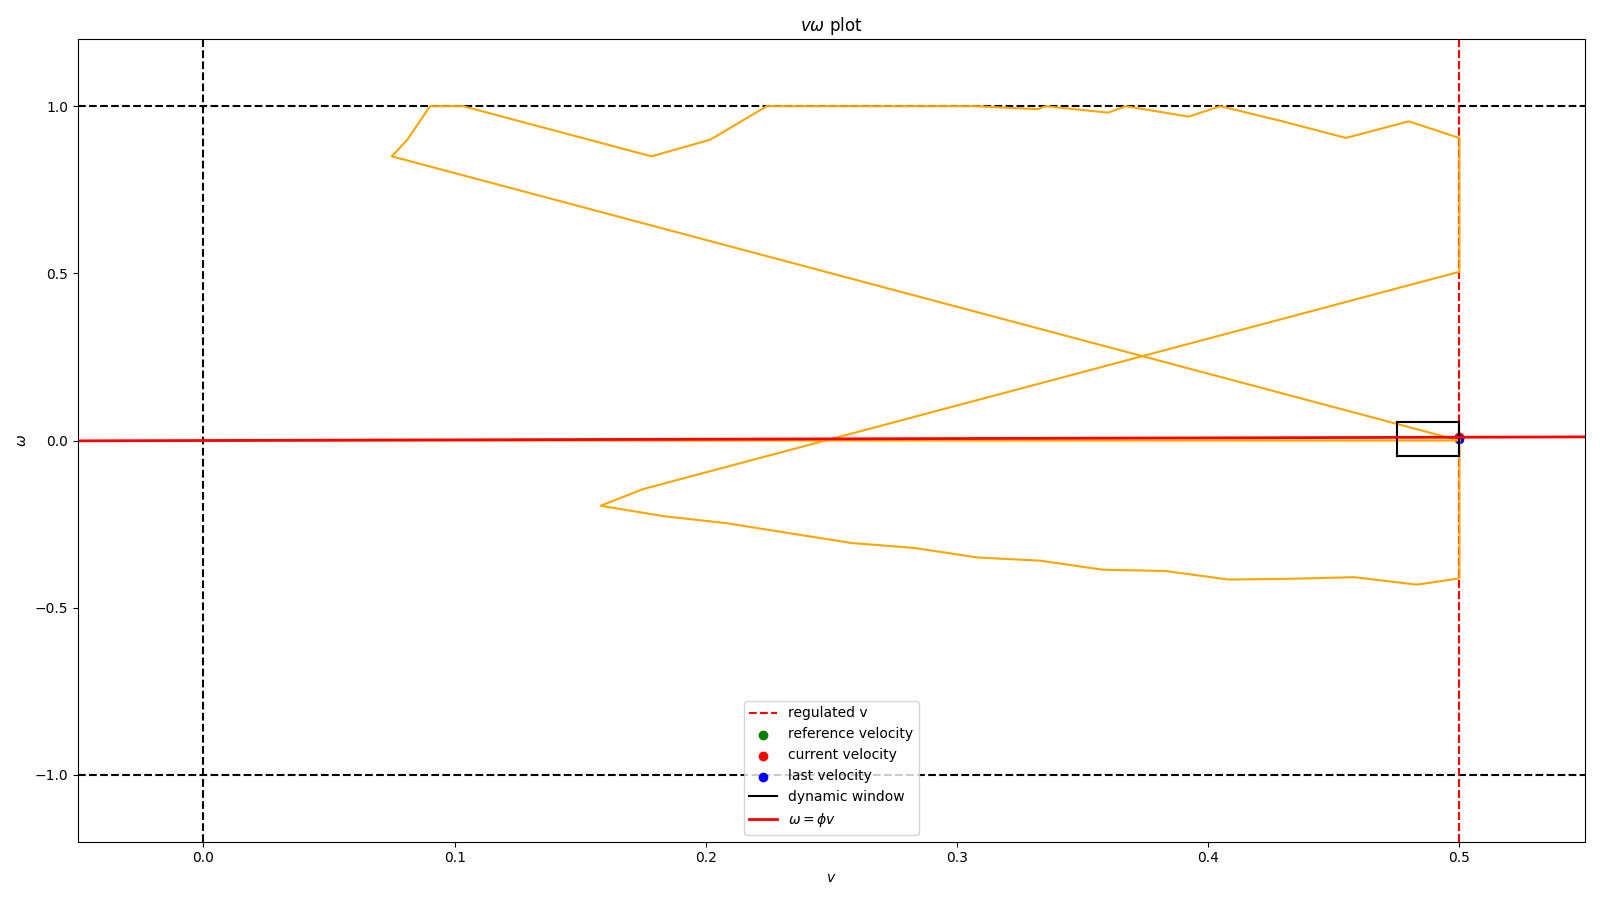 vω plot
1.0
0.5
0.0
−0.5
−1.0
ω
regulated v
reference velocity
current velocity
last velocity
dynamic window
ω = ϕv
0.0 0.1 0.2 0.3 0.4 0.5
v